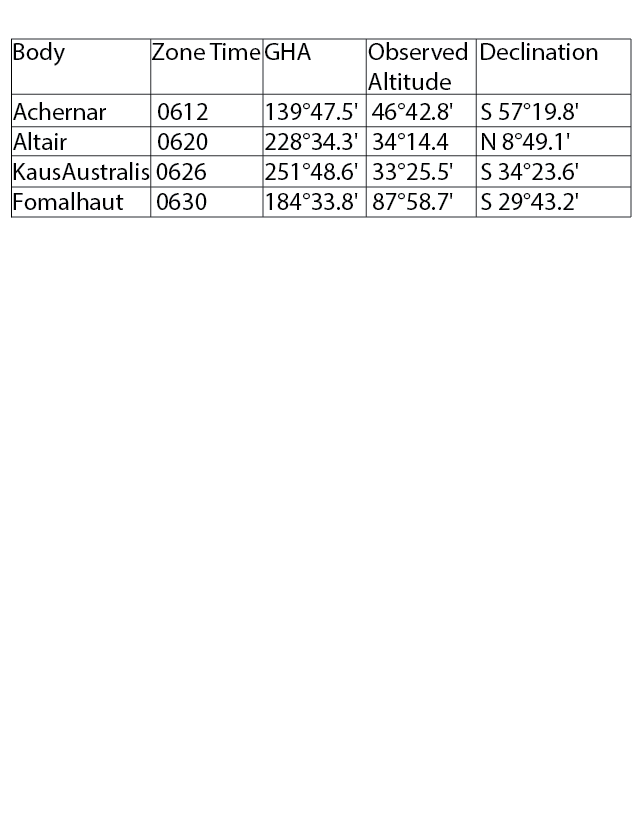 Body Zone Time GHA Observed Altitude Declination
Achernar 0612 139°47.5' 46°42.8' S 57°19.8'
Altair 0620 228°34.3' 34°14.4 N 8°49.1'
KausAustralis 0626 251°48.6' 33°25.5' S 34°23.6'
Fomalhaut 0630 184°33.8' 87°58.7' S 29°43.2'